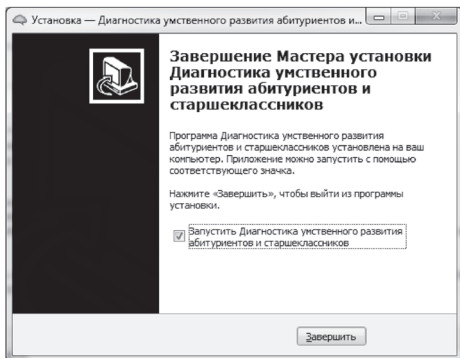 Установка — Диагностика умственного развития абитуриентов и...
Завершение Мастера установки
Диагностика умственного
развития абитуриентов и
старшеклассников
Программа Диагностика умственного развития
абитуриентов и старшеклассников установлена на ваш
компьютер. Приложение можно запустить с помощью
соответствующего значка.
Нажмите «Завершить», чтобы выйти из программы
установки.
Запустить Диагностика умственного развития
абитуриентов и старшеклассников
Завершить